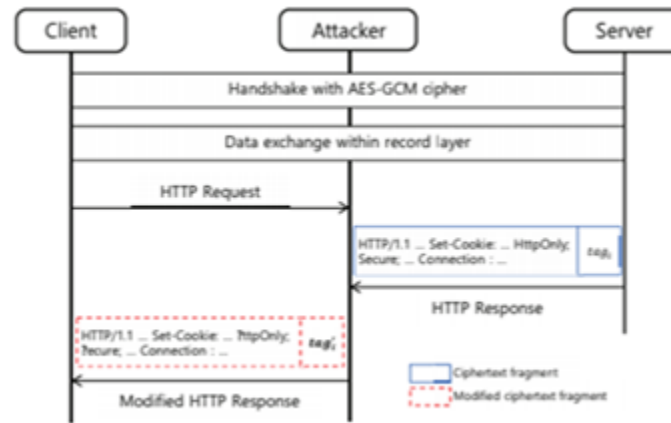 Client
Attacker
Server
Handshake with AES-GCM cipher
Data exchange within record layer
HTTP Request
HTTP/1.1 ... Set-Cookie: ... HttpOnly;
Secure; ... Connection : ...
tagᵢ
HTTP Response
HTTP/1.1 ... Set-Cookie: ... ?ttpOnly;
?ecure; ... Connection : ...
tag'ᵢ
Modified HTTP Response
Ciphertext fragment
Modified ciphertext fragment